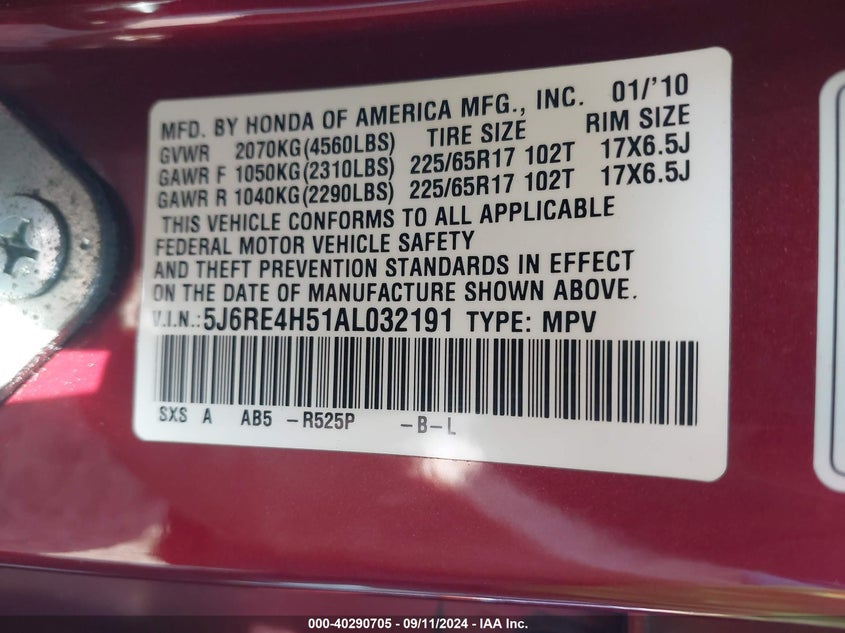 MFD. BY HONDA OF AMERICA MFG., INC. 01/'10
GVWR 2070KG(4560LBS) TIRE SIZE RIM SIZE
GAWR F 1050KG(2310LBS) 225/65R17 102T 17X6.5J
GAWR R 1040KG(2290LBS) 225/65R17 102T 17X6.5J
THIS VEHICLE CONFORMS TO ALL APPLICABLE
FEDERAL MOTOR VEHICLE SAFETY
AND THEFT PREVENTION STANDARDS IN EFFECT
ON THE DATE OF MANUFACTURE SHOWN ABOVE.
V.I.N.:5J6RE4H51AL032191 TYPE: MPV
SXS A AB5 -R525P -B-L
000-40290705 - 09/11/2024 - IAA Inc.